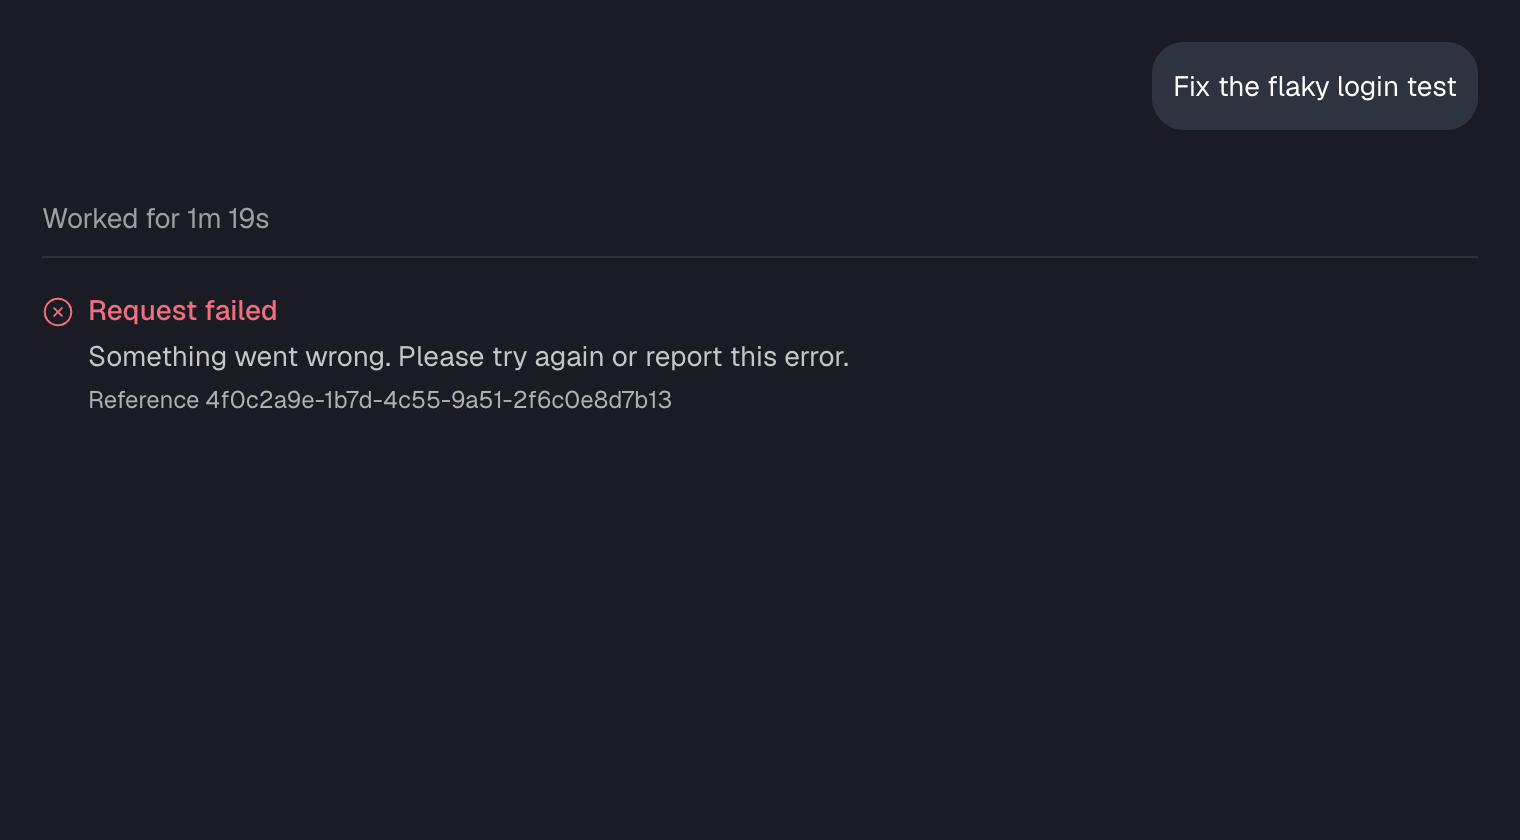 Fix the flaky login test
Worked for 1m 19s
Request failed
Something went wrong. Please try again or report this error.
Reference 4f0c2a9e-1b7d-4c55-9a51-2f6c0e8d7b13